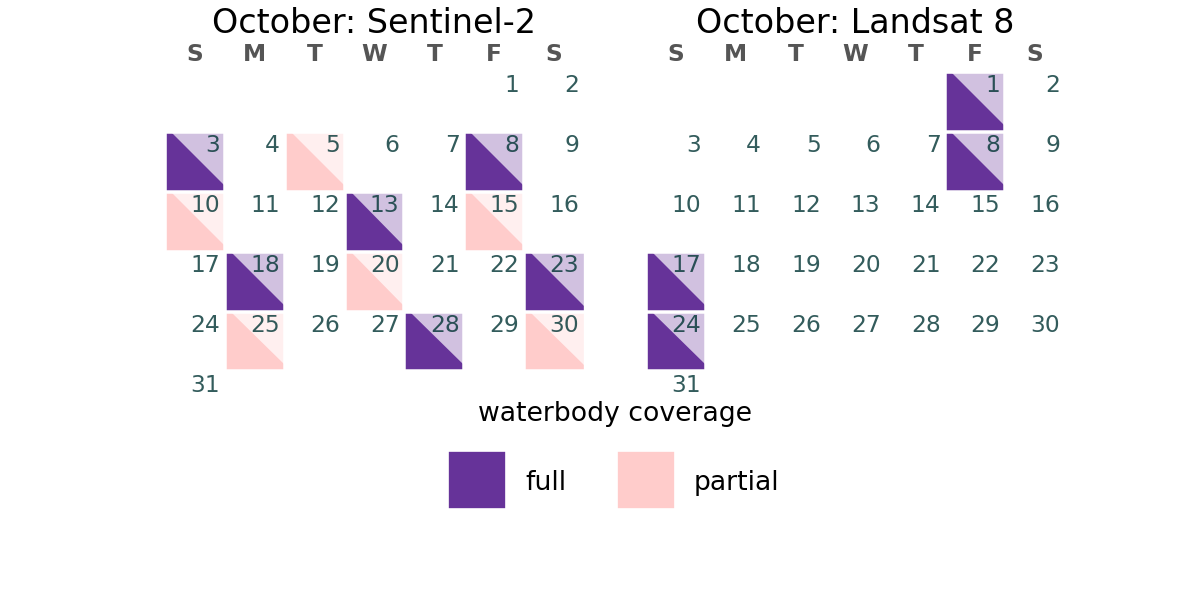 October: Sentinel-2
S M T W T F S
1 2
3 4 5 6 7 8 9
10 11 12 13 14 15 16
17 18 19 20 21 22 23
24 25 26 27 28 29 30
31
October: Landsat 8
S M T W T F S
1 2
3 4 5 6 7 8 9
10 11 12 13 14 15 16
17 18 19 20 21 22 23
24 25 26 27 28 29 30
31
waterbody coverage
full
partial